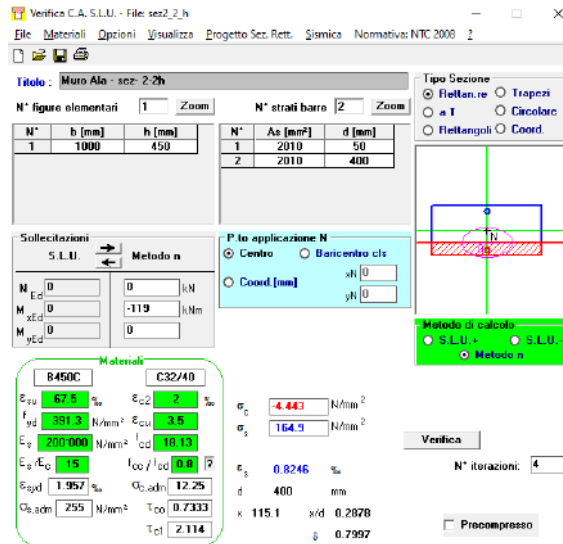 Verifica C.A. S.L.U. - File: sez2_2_h
File Materiali Opzioni Visualizza Progetto Sez. Rett. Sismica Normativa: NTC 2008 ?
Titolo : Muro Ala - sez- 2-2h
N° figure elementari 1 Zoom N° strati barre 2 Zoom
N° b [mm] h [mm]
1 1000 450
N° As [mm²] d [mm]
1 2010 50
2 2010 400
Tipo Sezione
Rettan.re Trapezi
a T Circolare
Rettangoli Coord.
N
Sollecitazioni
S.L.U. Metodo n
N Ed 0 0 kN
M xEd 0 -119 kNm
M yEd 0 0
P.to applicazione N
Centro Baricentro cls
Coord.[mm] xN 0
yN 0
Metodo di calcolo
S.L.U.+ S.L.U.-
Metodo n
Materiali
B450C C32/40
εsu 67.5 ‰ εc2 2 ‰
fyd 391.3 N/mm² εcu 3.5
Es 200'000 N/mm² fcd 18.13
Es/Ec 15 fcc/fcd 0.8 ?
εsyd 1.957 ‰ σc,adm 12.25
σs,adm 255 N/mm² τco 0.7333
τc1 2.114
σc -4.443 N/mm²
σs 164.9 N/mm²
εs 0.8246 ‰
d 400 mm
x 115.1 x/d 0.2878
δ 0.7997
Verifica
N° iterazioni: 4
Precompresso